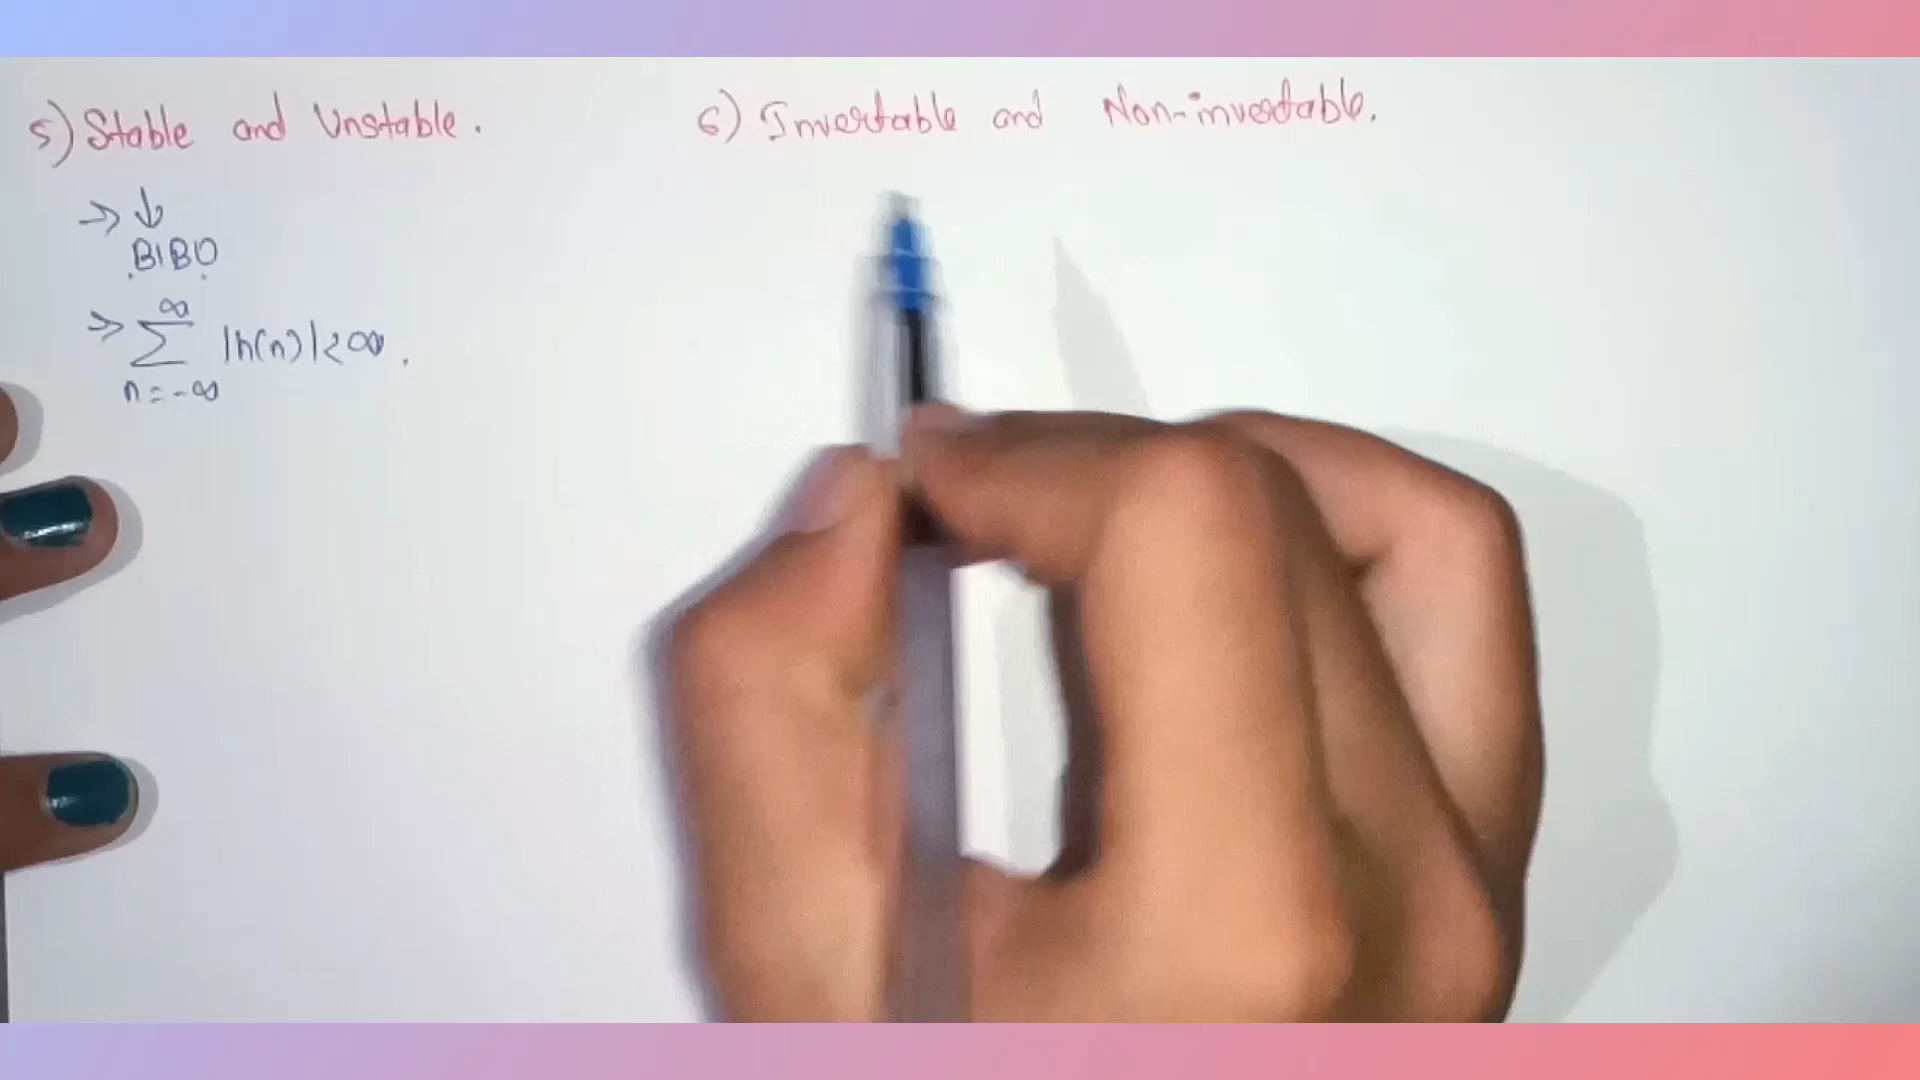 5) Stable and Unstable.
→ ↓
BIBO
→ ∞
∑ |h(n)|<∞.
n=-∞
6) Invertable and Non-invertable.